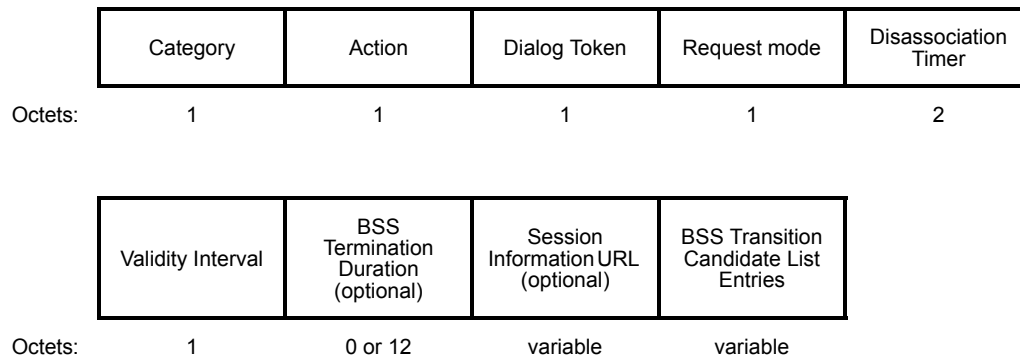 Category Action Dialog Token Request mode Disassociation Timer
Octets: 1 1 1 1 2
Validity Interval BSS Termination Duration (optional) Session Information URL (optional) BSS Transition Candidate List Entries
Octets: 1 0 or 12 variable variable